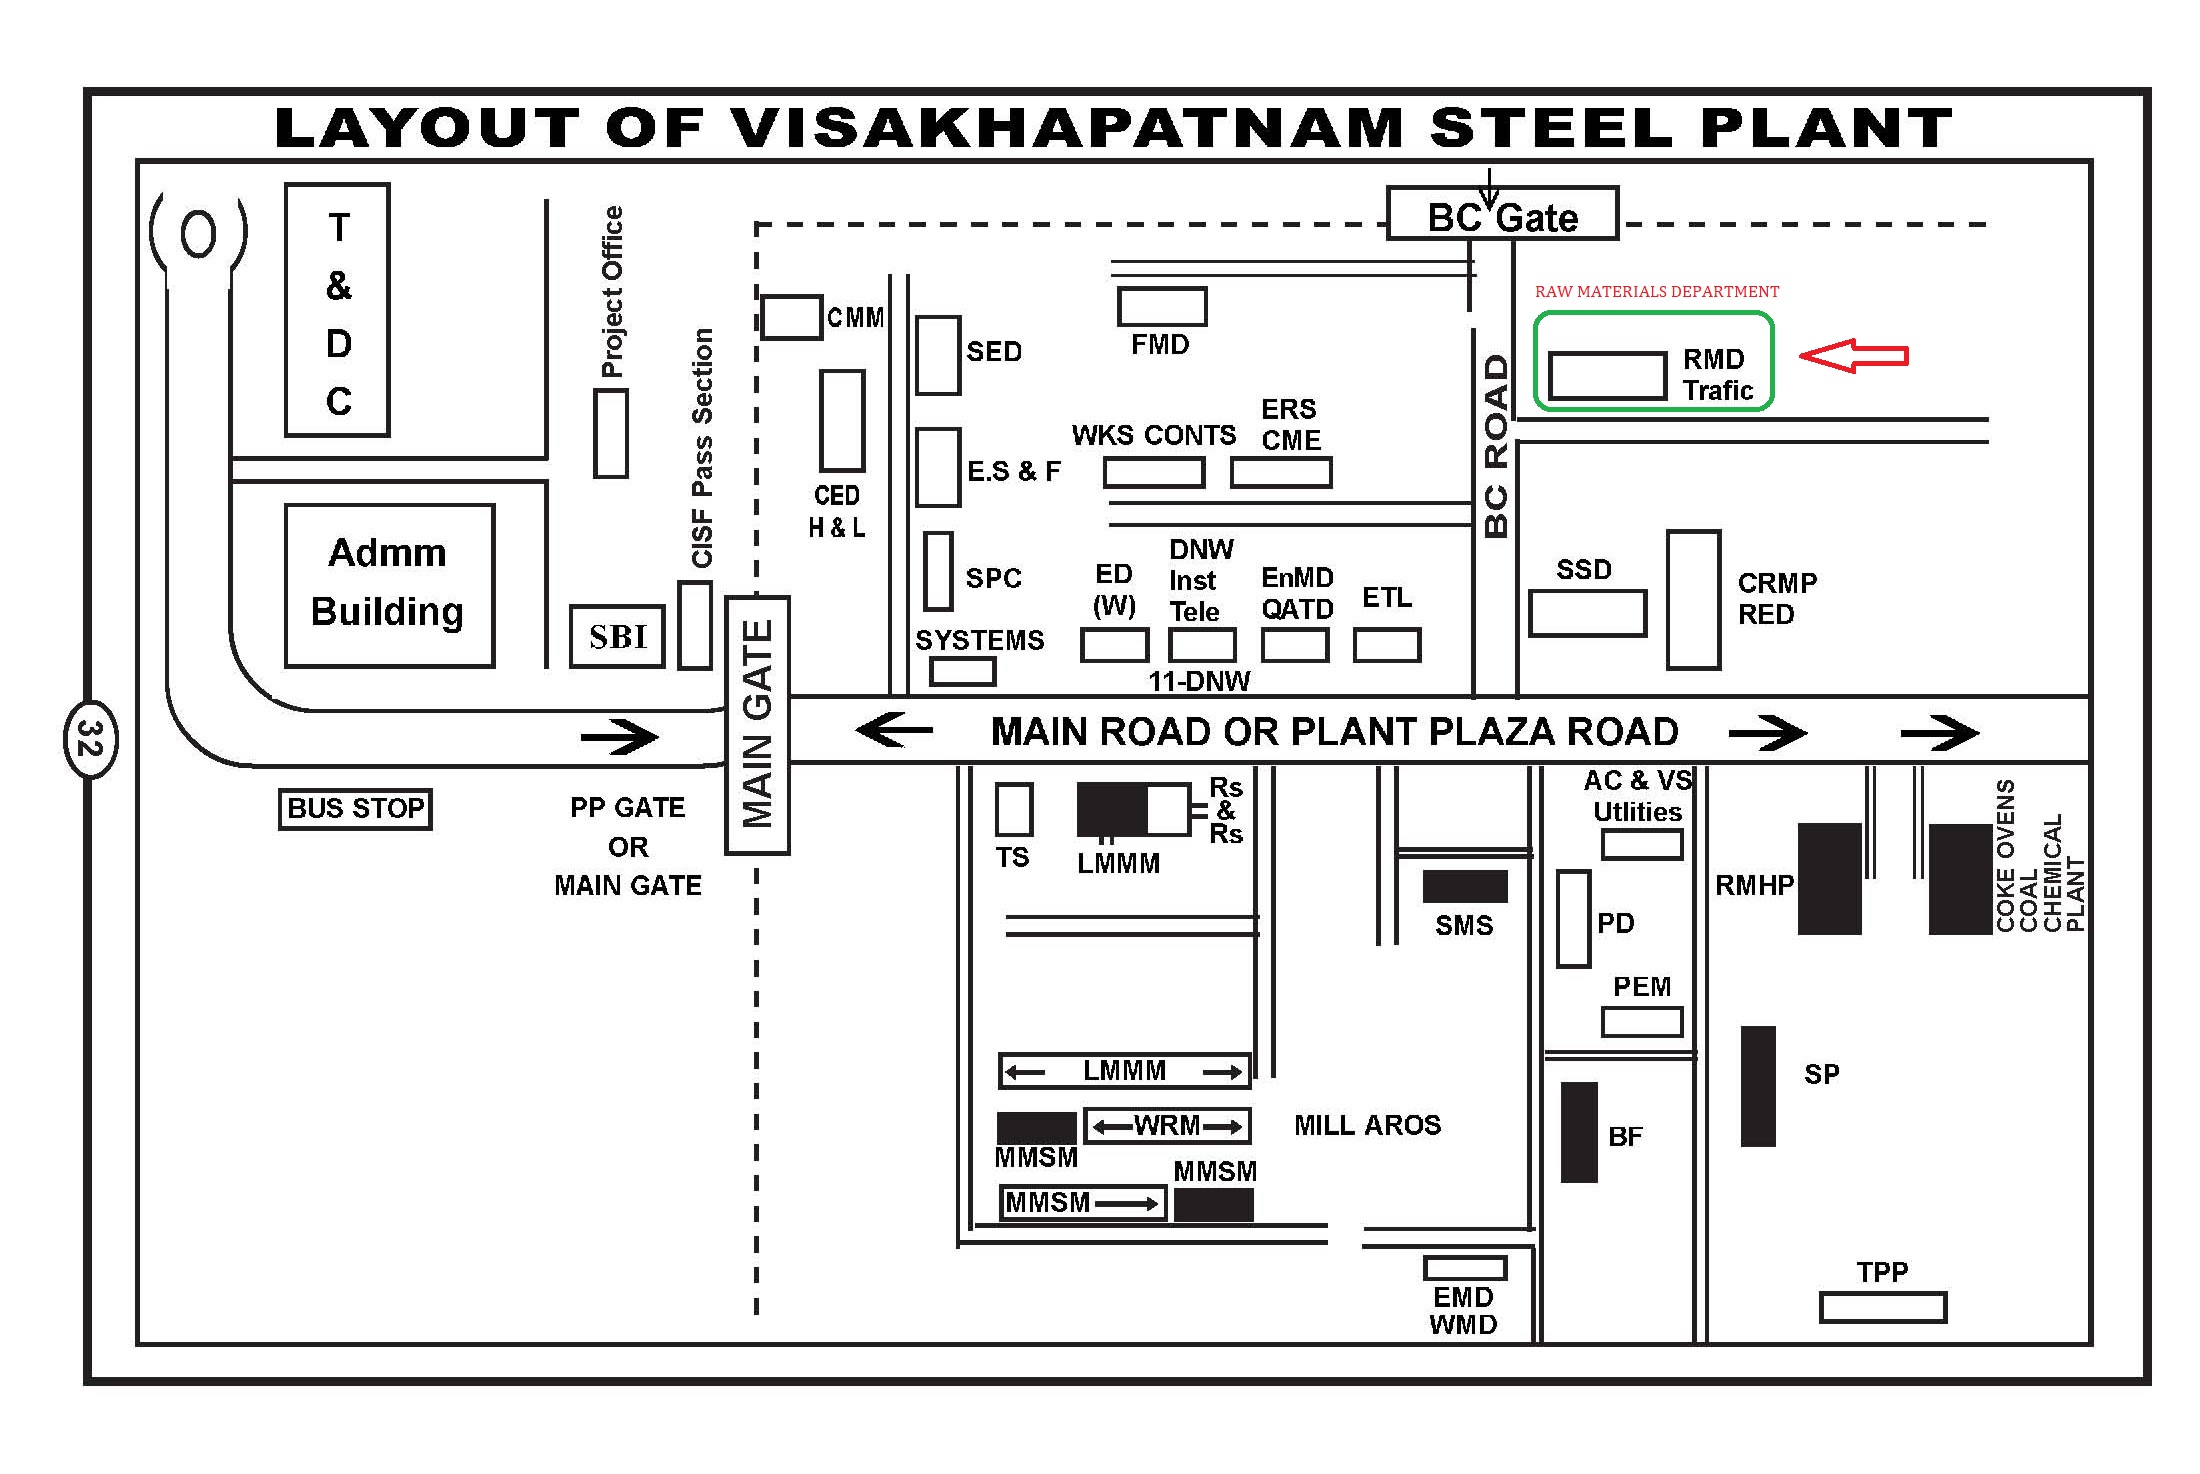 LAYOUT OF VISAKHAPATNAM STEEL PLANT
T
&
D
C
Project Office
CISF Pass Section
Admm
Building
SBI
MAIN GATE
BUS STOP
PP GATE
OR
MAIN GATE
32
CMM
CED
H & L
SED
E.S & F
SPC
SYSTEMS
FMD
WKS CONTS
ERS
CME
ED
(W)
DNW
Inst
Tele
11-DNW
EnMD
QATD
ETL
BC Gate
BC ROAD
RAW MATERIALS DEPARTMENT
RMD
Trafic
SSD
CRMP
RED
MAIN ROAD OR PLANT PLAZA ROAD
TS
LMMM
Rs
&
Rs
SMS
AC & VS
Utlities
PD
PEM
RMHP
COKE OVENS
COAL
CHEMICAL
PLANT
LMMM
WRM
MMSM
MMSM
MMSM
MILL AROS
BF
SP
EMD
WMD
TPP